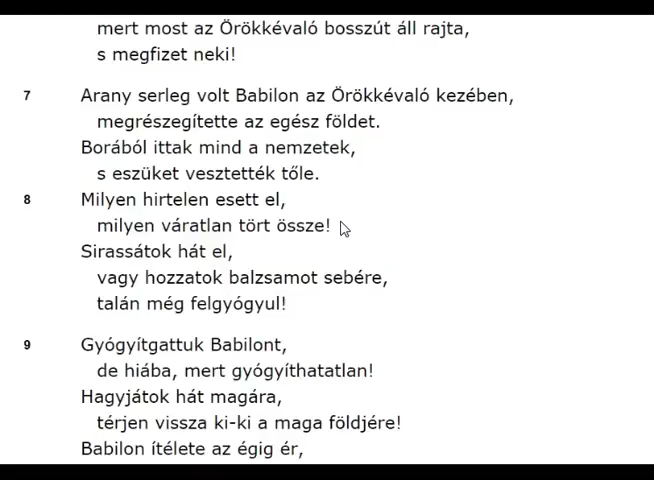 mert most az Örökkévaló bosszút áll rajta,
s megfizet neki!
7 Arany serleg volt Babilon az Örökkévaló kezében,
megrészegítette az egész földet.
Borából ittak mind a nemzetek,
s eszüket vesztették tőle.
8 Milyen hirtelen esett el,
milyen váratlan tört össze!
Sirassátok hát el,
vagy hozzatok balzsamot sebére,
talán még felgyógyul!
9 Gyógyítgattuk Babilont,
de hiába, mert gyógyíthatatlan!
Hagyjátok hát magára,
térjen vissza ki-ki a maga földjére!
Babilon ítélete az égig ér,